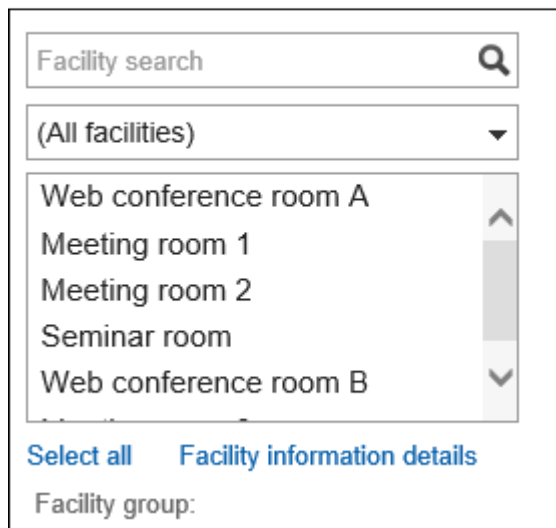 Facility search
(All facilities)
Web conference room A
Meeting room 1
Meeting room 2
Seminar room
Web conference room B
Select all Facility information details
Facility group: